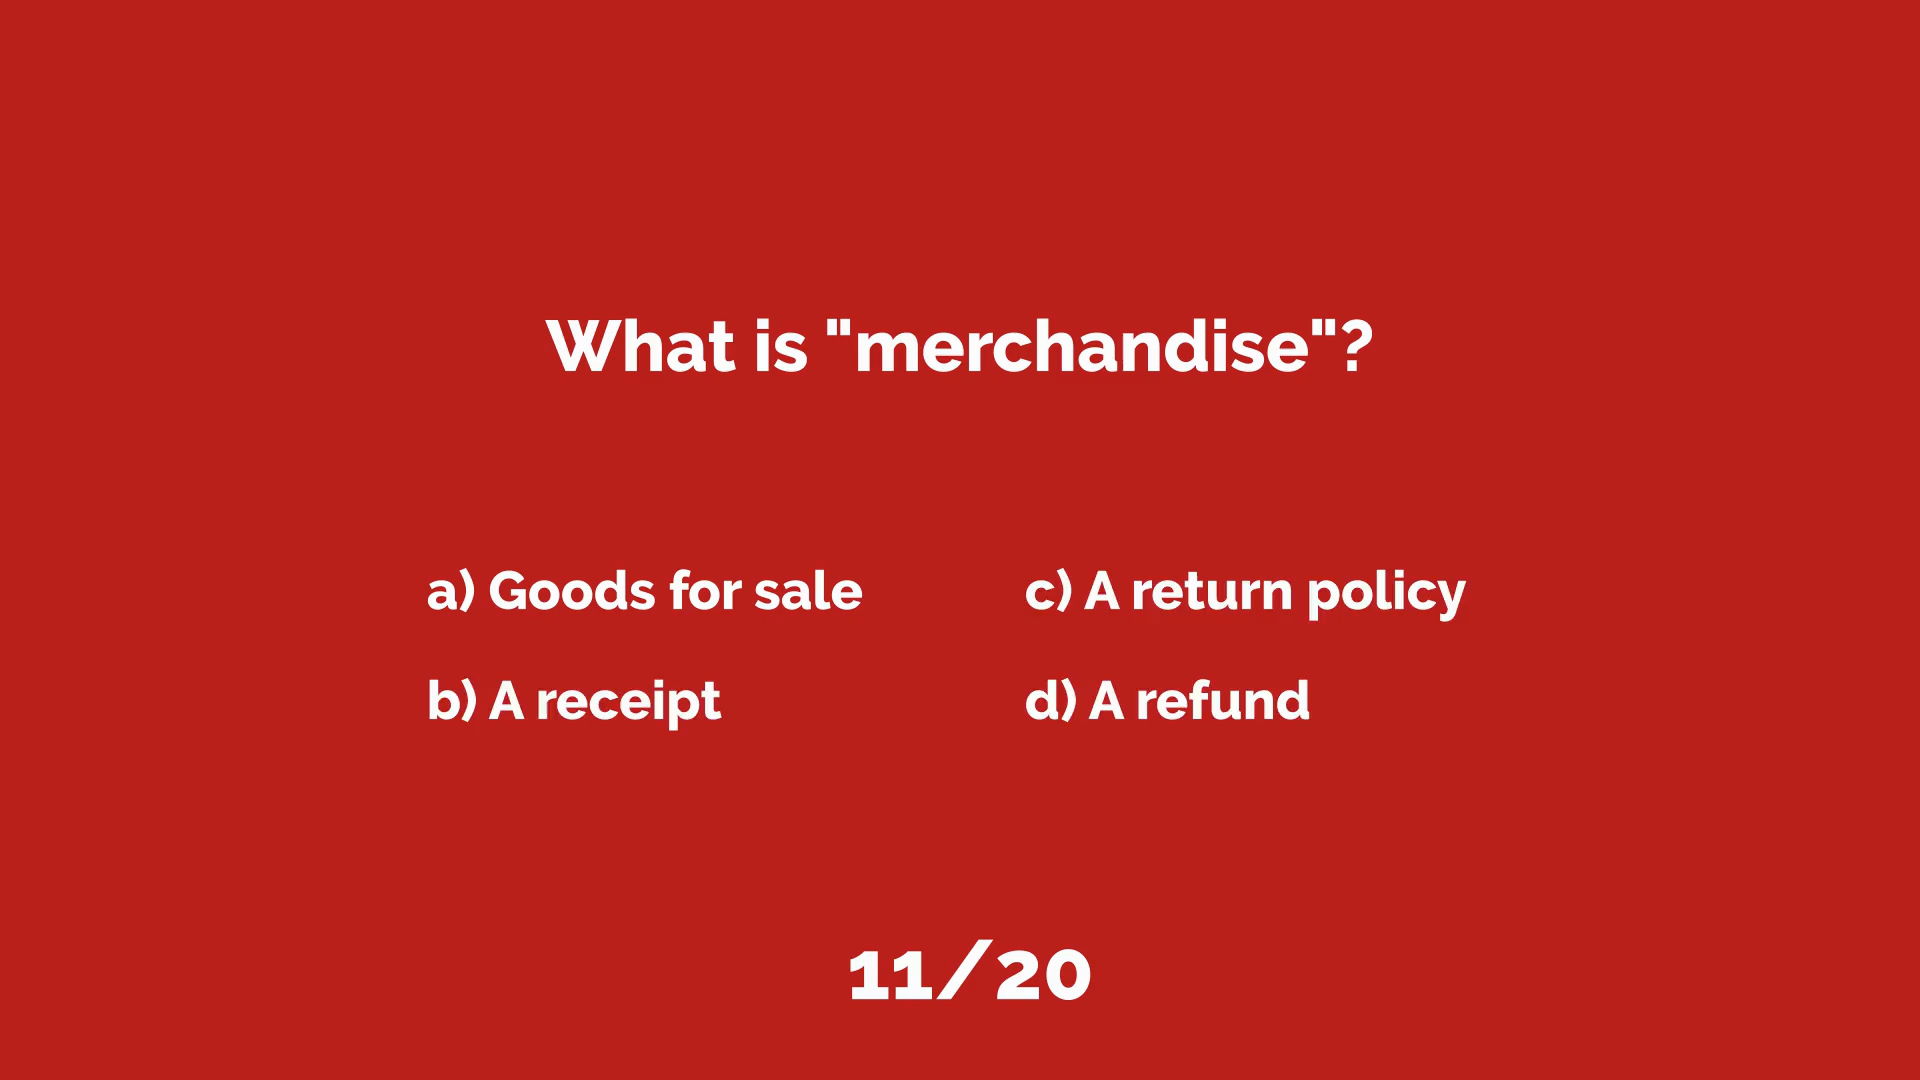 What is "merchandise"?
a) Goods for sale
b) A receipt
c) A return policy
d) A refund
11/20